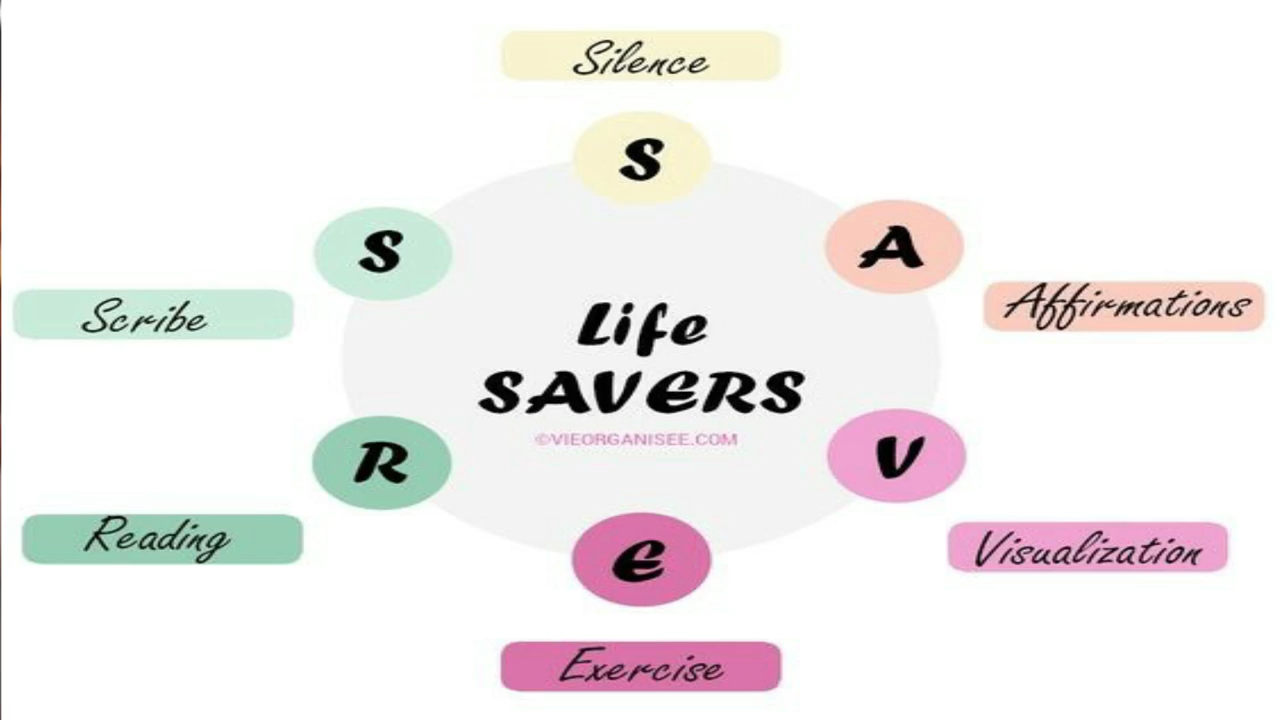 Silence
S
A
Affirmations
V
Visualization
E
Exercise
R
Reading
S
Scribe
Life
SAVERS
©VIEORGANISEE.COM